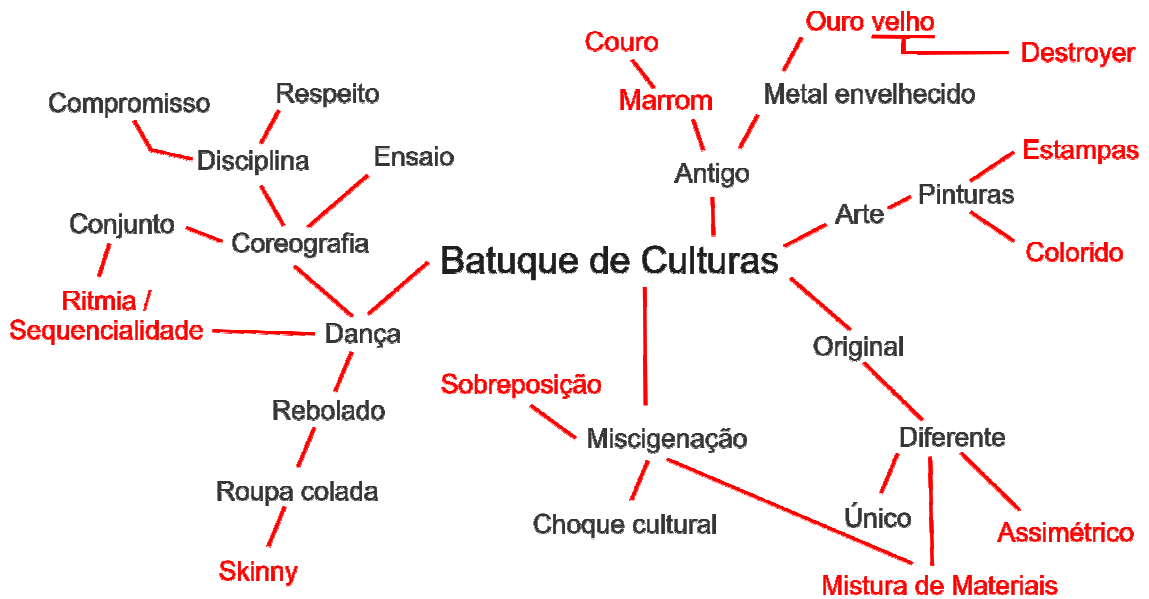 Ouro velho
Couro
Destroyer
Compromisso
Respeito
Marrom
Metal envelhecido
Disciplina
Ensaio
Antigo
Estampas
Pinturas
Arte
Conjunto
Coreografia
Batuque de Culturas
Colorido
Ritmia /
Sequencialidade
Dança
Original
Sobreposição
Rebolado
Miscigenação
Diferente
Roupa colada
Choque cultural
Único
Assimétrico
Skinny
Mistura de Materiais